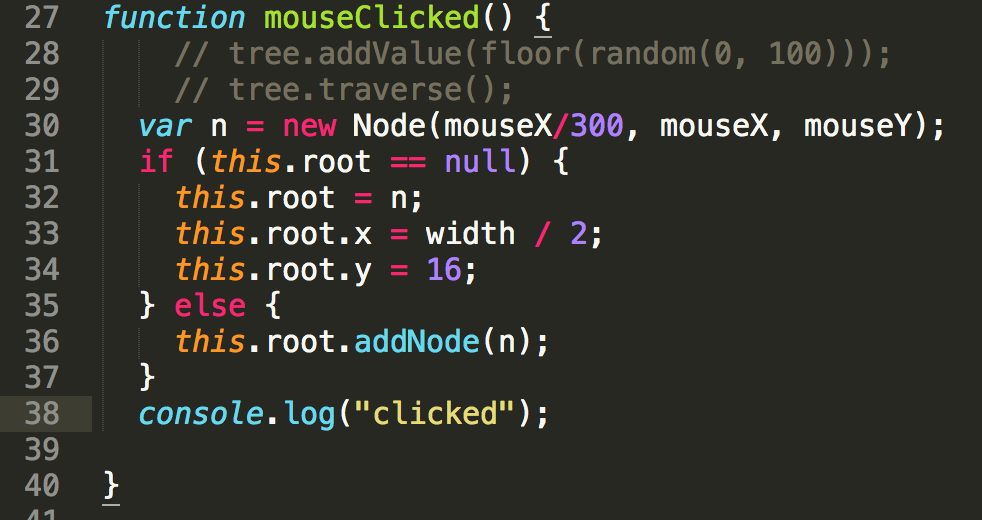 27 function mouseClicked() {
28 // tree.addValue(floor(random(0, 100)));
29 // tree.traverse();
30 var n = new Node(mouseX/300, mouseX, mouseY);
31 if (this.root == null) {
32 this.root = n;
33 this.root.x = width / 2;
34 this.root.y = 16;
35 } else {
36 this.root.addNode(n);
37 }
38 console.log("clicked");
39
40 }
41